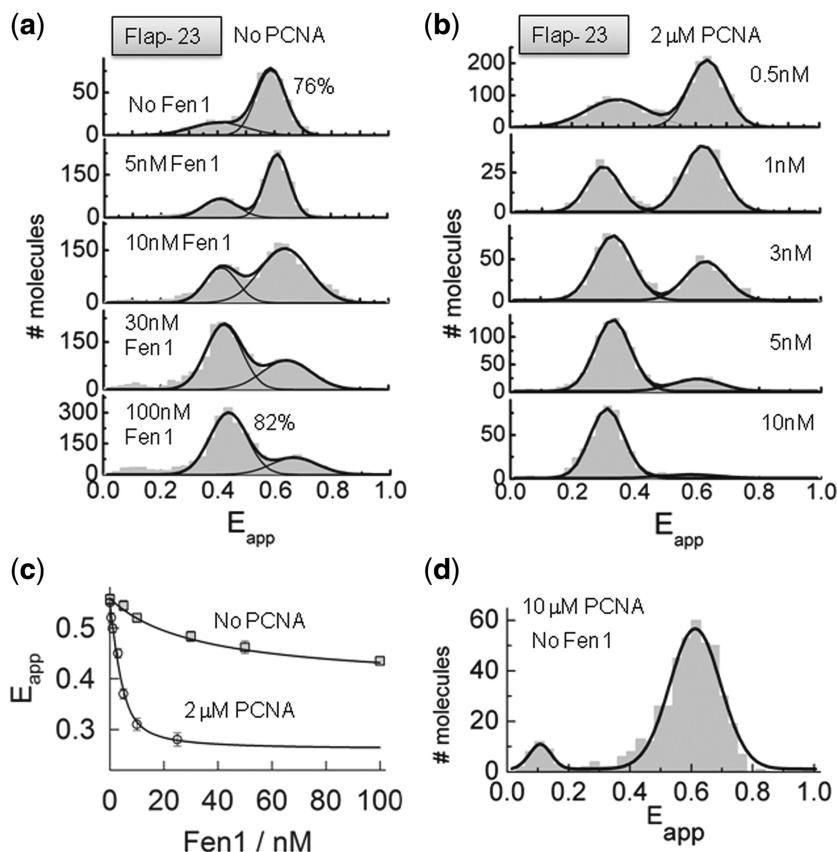 (a) Flap- 23 No PCNA
50
0
No Fen1
76%
150
0
5nM Fen1
150
0
10nM Fen1
150
0
30nM
Fen1
300
150
0
100nM
Fen1
82%
0.0 0.2 0.4 0.6 0.8 1.0
# molecules
E app
(b) Flap- 23 2 μM PCNA
200
100
0
0.5nM
25
0
1nM
50
0
3nM
100
50
0
5nM
50
0
10nM
0.0 0.2 0.4 0.6 0.8 1.0
# molecules
E app
(c)
0.5
0.4
0.3
E app
No PCNA
2 μM PCNA
0 20 40 60 80 100
Fen1 / nM
(d)
60
40
20
0
# molecules
10 μM PCNA
No Fen1
0.0 0.2 0.4 0.6 0.8 1.0
E app